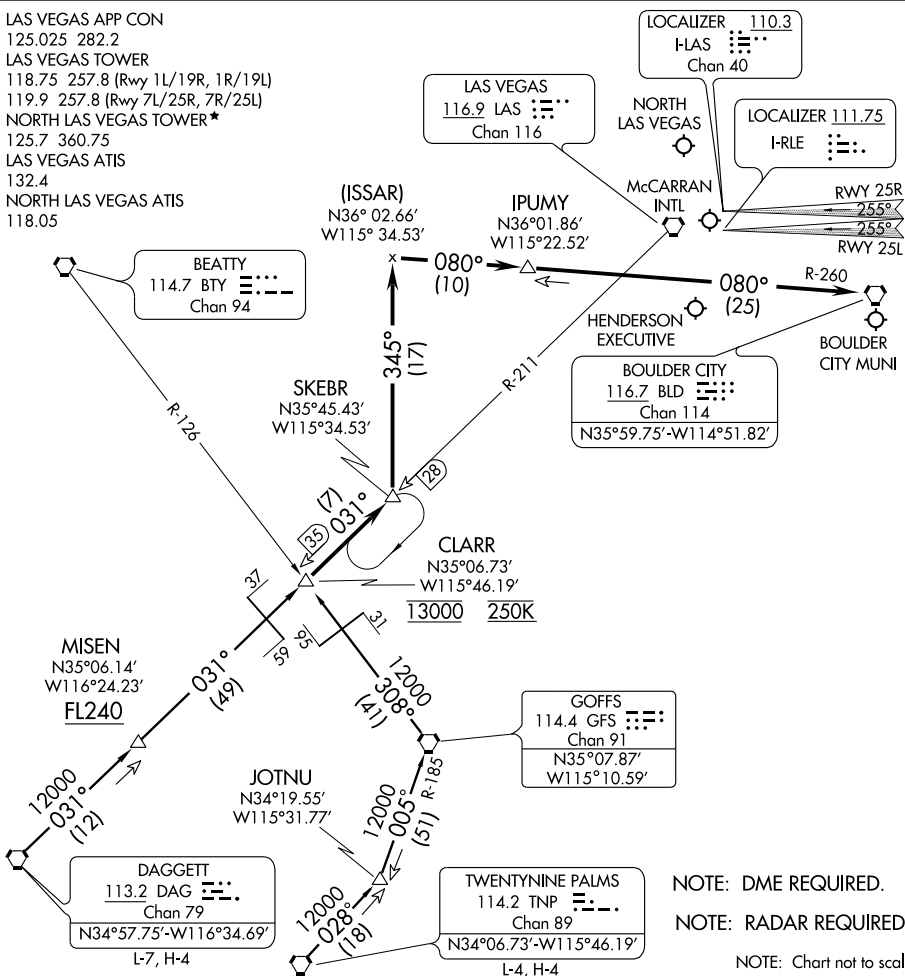 LAS VEGAS APP CON
125.025 282.2
LAS VEGAS TOWER
118.75 257.8 (Rwy 1L/19R, 1R/19L)
119.9 257.8 (Rwy 7L/25R, 7R/25L)
NORTH LAS VEGAS TOWER★
125.7 360.75
LAS VEGAS ATIS
132.4
NORTH LAS VEGAS ATIS
118.05
LOCALIZER 110.3
I-LAS
Chan 40
LAS VEGAS
116.9 LAS
Chan 116
NORTH
LAS VEGAS
LOCALIZER 111.75
I-RLE
McCARRAN
INTL
RWY 25R
255°
255°
RWY 25L
(ISSAR)
N36° 02.66'
W115° 34.53'
x
IPUMY
N36°01.86'
W115°22.52'
080°
(10)
080°
(25)
R-260
BEATTY
114.7 BTY
Chan 94
HENDERSON
EXECUTIVE
BOULDER
CITY MUNI
BOULDER CITY
116.7 BLD
Chan 114
N35°59.75'-W114°51.82'
345°
(17)
R-211
R-126
SKEBR
N35°45.43'
W115°34.53'
28
(7)
031°
35
CLARR
N35°06.73'
W115°46.19'
13000 250K
37
59
95
31
MISEN
N35°06.14'
W116°24.23'
FL240
031°
(49)
12000
308°
(41)
GOFFS
114.4 GFS
Chan 91
N35°07.87'
W115°10.59'
JOTNU
N34°19.55'
W115°31.77'
12000
005°
(51)
R-185
12000
031°
(12)
DAGGETT
113.2 DAG
Chan 79
N34°57.75'-W116°34.69'
L-7, H-4
12000
028°
(18)
TWENTYNINE PALMS
114.2 TNP
Chan 89
N34°06.73'-W115°46.19'
L-4, H-4
NOTE: DME REQUIRED.
NOTE: RADAR REQUIRED
NOTE: Chart not to scal